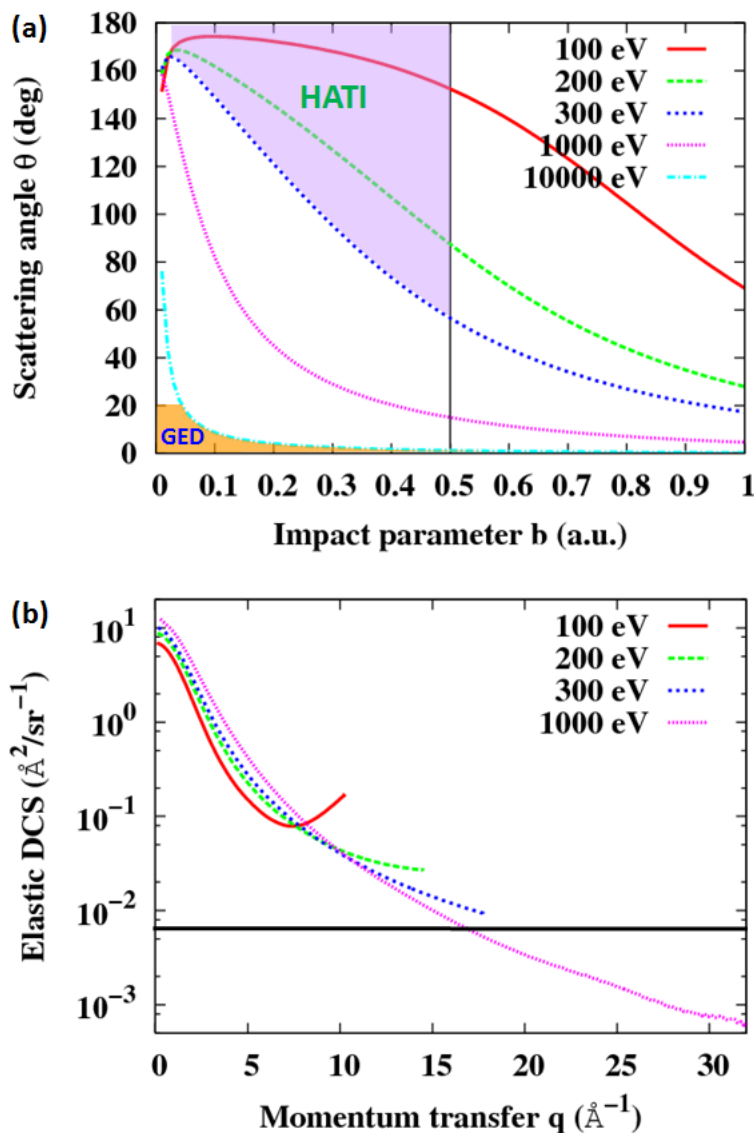 (a)
Scattering angle θ (deg)
180
160
140
120
100
80
60
40
20
0
HATI
GED
100 eV
200 eV
300 eV
1000 eV
10000 eV
0 0.1 0.2 0.3 0.4 0.5 0.6 0.7 0.8 0.9 1
Impact parameter b (a.u.)
(b)
Elastic DCS (Å²/sr⁻¹)
10¹
10⁰
10⁻¹
10⁻²
10⁻³
100 eV
200 eV
300 eV
1000 eV
0 5 10 15 20 25 30
Momentum transfer q (Å⁻¹)